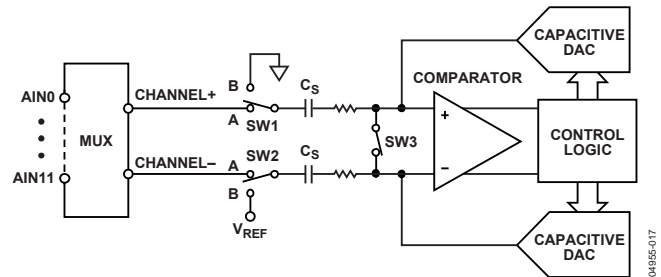 CAPACITIVE
DAC
COMPARATOR
B
CS
AIN0
CHANNEL+
A
SW1
+
MUX
SW3
CONTROL
LOGIC
CHANNEL–
A
SW2
CS
–
AIN11
B
VREF
CAPACITIVE
DAC
04955-017